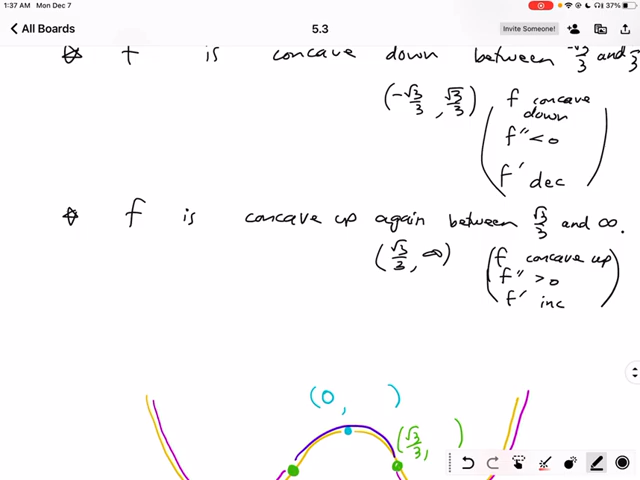 1:37 AM Mon Dec 7
37%
All Boards
5.3
Invite Someone!
☆ f is concave down between -√3/3 and √3/3
(-√3/3, √3/3)
f concave
down
f'' < 0
f' dec
☆ f is concave up again between √3/3 and ∞.
(√3/3, ∞)
f concave up
f'' > 0
f' inc
(0, )
(√3/3, )